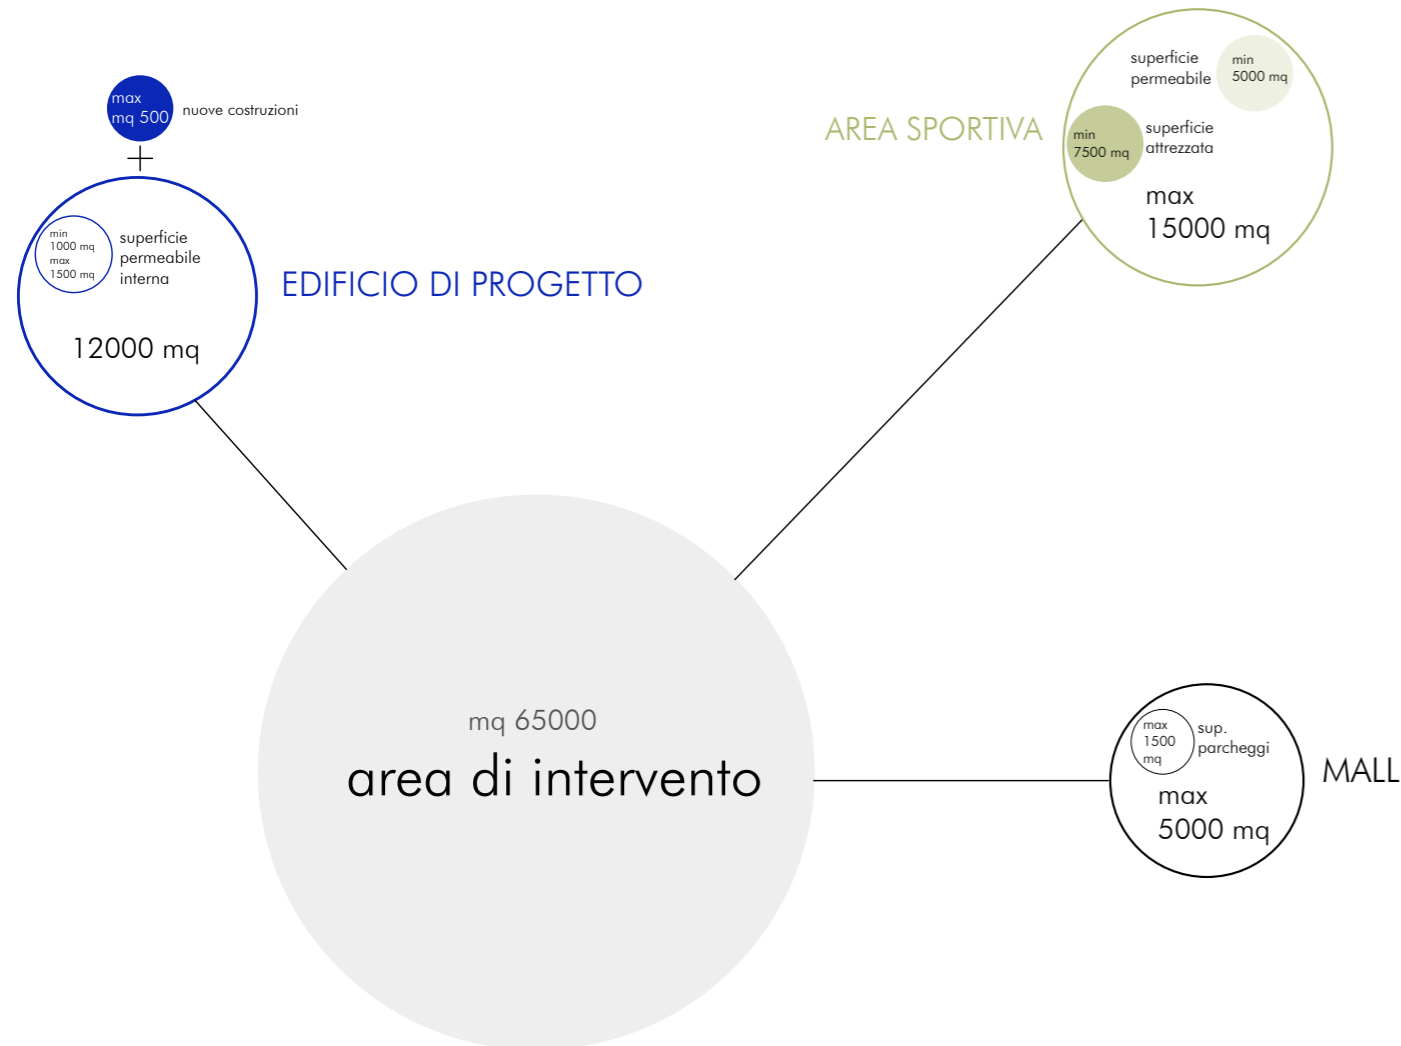 max
mq 500
nuove costruzioni
+
min
1000 mq
max
1500 mq
superficie
permeabile
interna
12000 mq
EDIFICIO DI PROGETTO
AREA SPORTIVA
superficie
permeabile
min
5000 mq
min
7500 mq
superficie
attrezzata
max
15000 mq
mq 65000
area di intervento
max
1500
mq
sup.
parcheggi
max
5000 mq
MALL